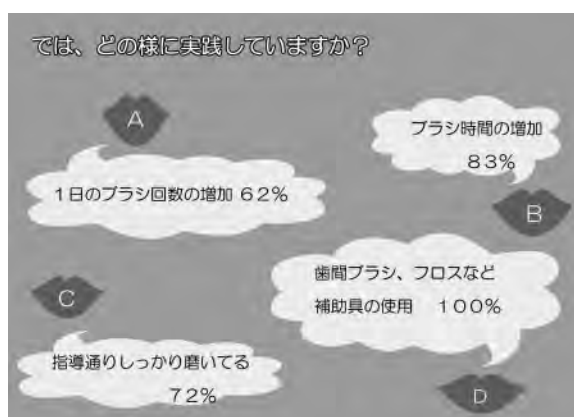 では、どの様に実践していますか？
A
ブラシ時間の増加
83%
1日のブラシ回数の増加 62%
B
歯間ブラシ、フロスなど
補助具の使用 100%
C
指導通りしっかり磨いてる
72%
D